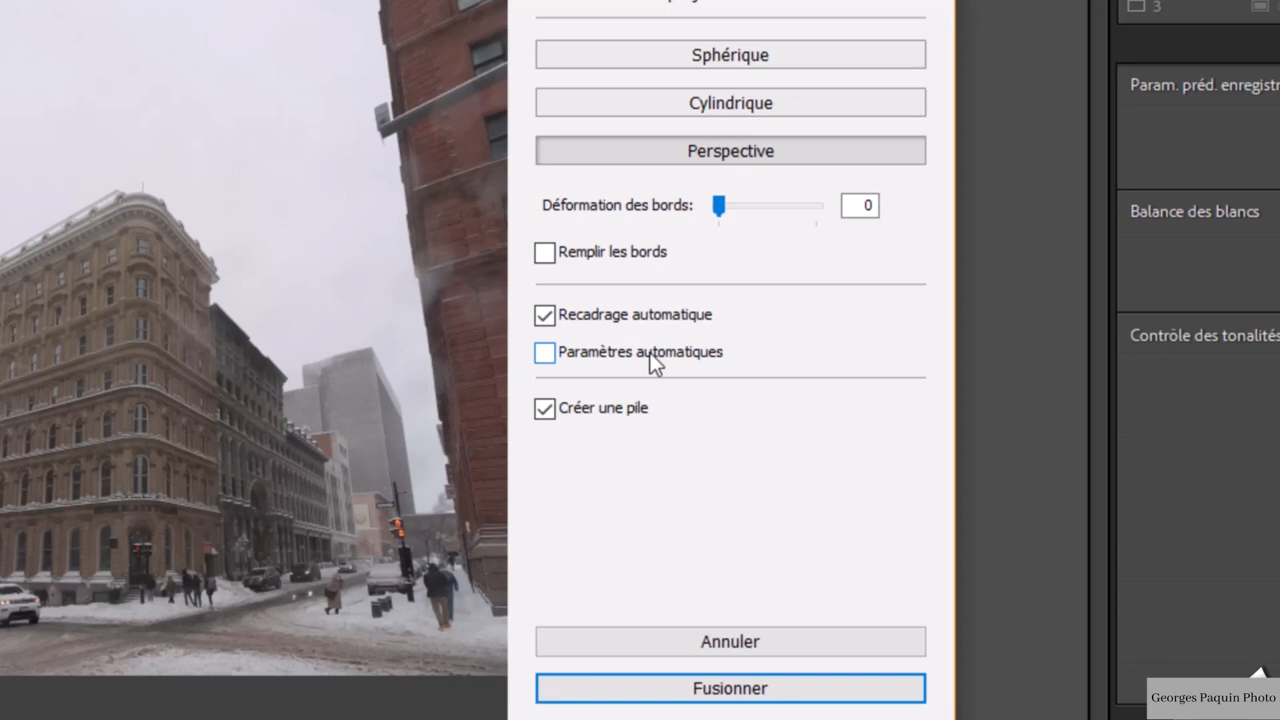 3
Sphérique
Cylindrique
Param. préd. enregistr
Perspective
Déformation des bords: 0
Balance des blancs
Remplir les bords
Recadrage automatique
Contrôle des tonalités
Paramètres automatiques
Créer une pile
Annuler
Fusionner
Georges Paquin Photo